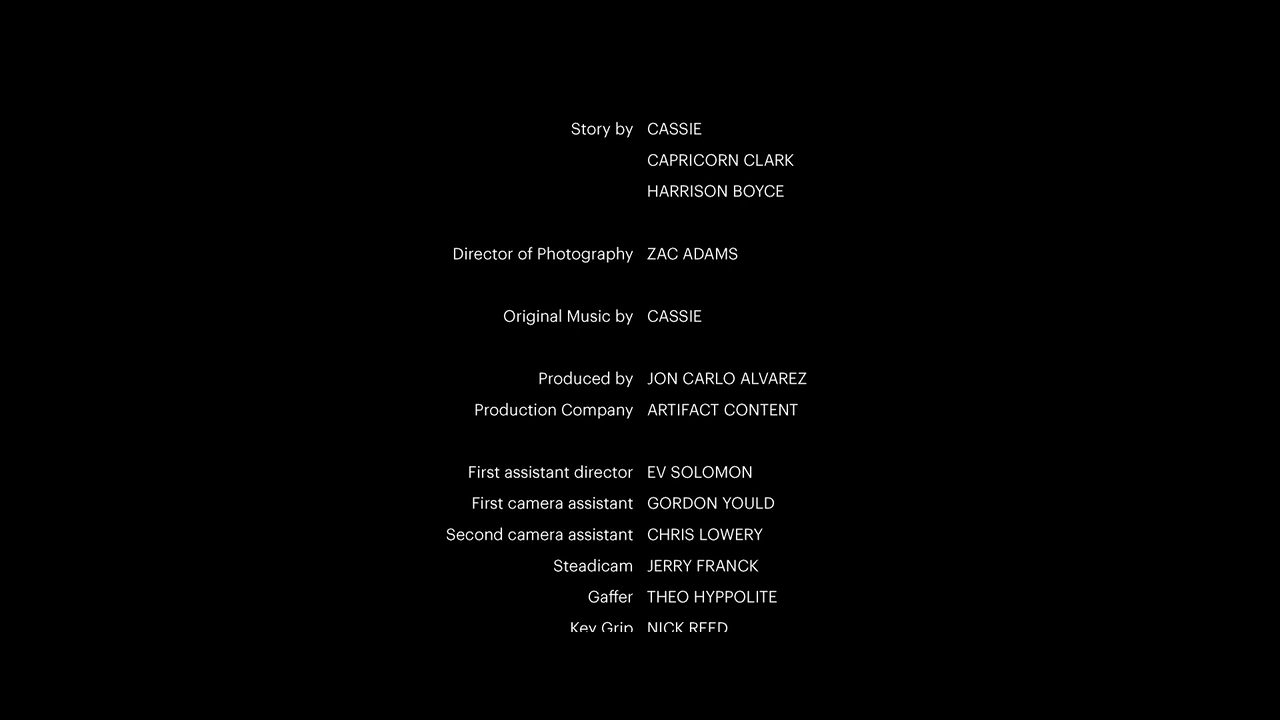 Story by CASSIE
CAPRICORN CLARK
HARRISON BOYCE
Director of Photography ZAC ADAMS
Original Music by CASSIE
Produced by JON CARLO ALVAREZ
Production Company ARTIFACT CONTENT
First assistant director EV SOLOMON
First camera assistant GORDON YOULD
Second camera assistant CHRIS LOWERY
Steadicam JERRY FRANCK
Gaffer THEO HYPPOLITE
Key Grip NICK REED